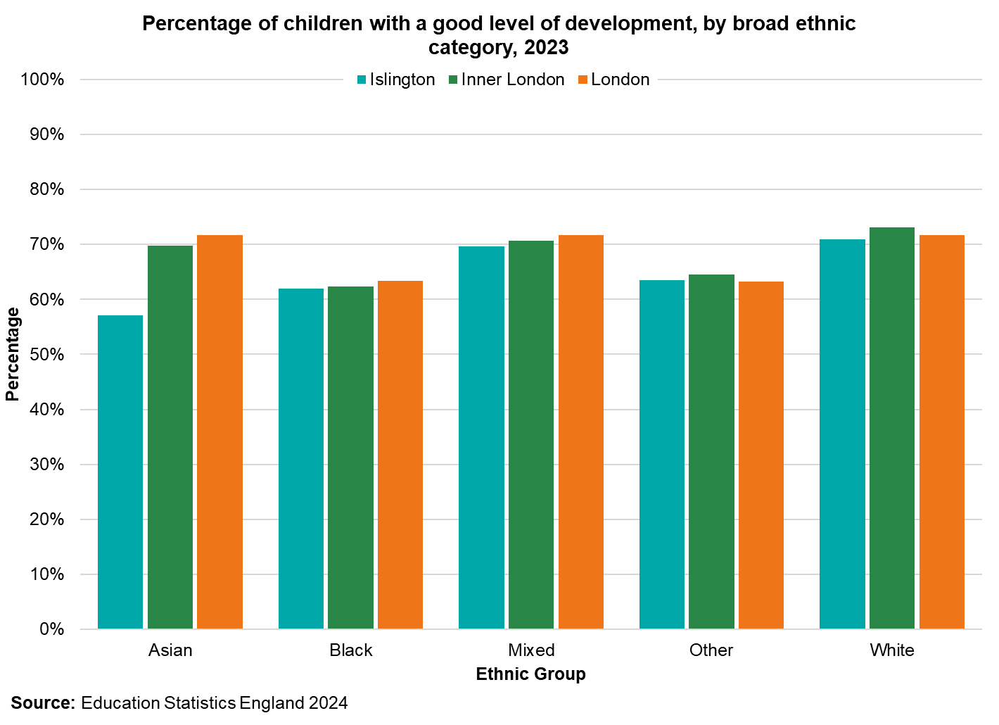 Percentage of children with a good level of development, by broad ethnic
category, 2023
Islington Inner London London
100%
90%
80%
70%
60%
50%
40%
30%
20%
10%
0%
Percentage
Asian Black Mixed Other White
Ethnic Group
Source: Education Statistics England 2024